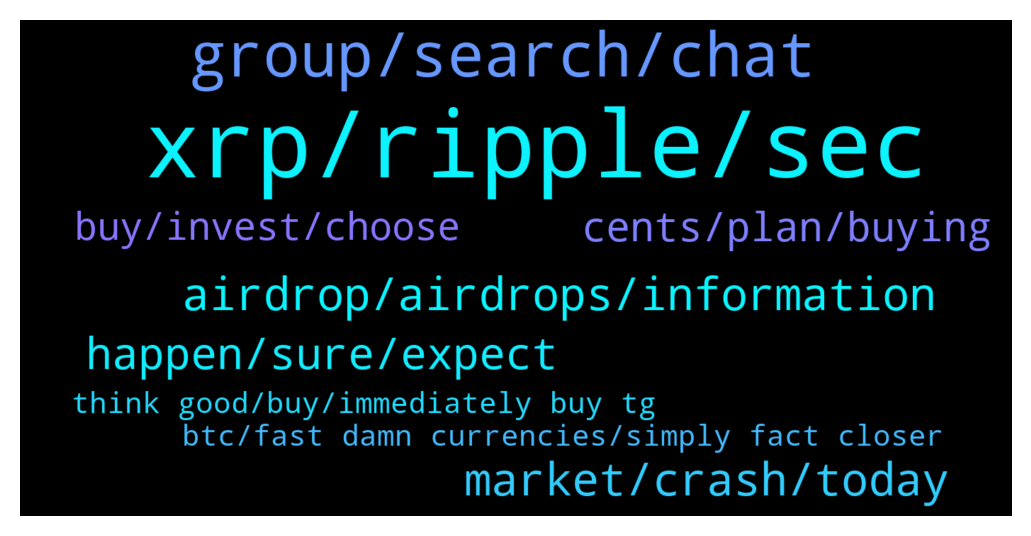 group/search/chat
xrp/ripple/sec
buy/invest/choose
cents/plan/buying
airdrop/airdrops/information
happen/sure/expect
think good/buy/immediately buy tg
btc/fast damn currencies/simply fact closer
market/crash/today